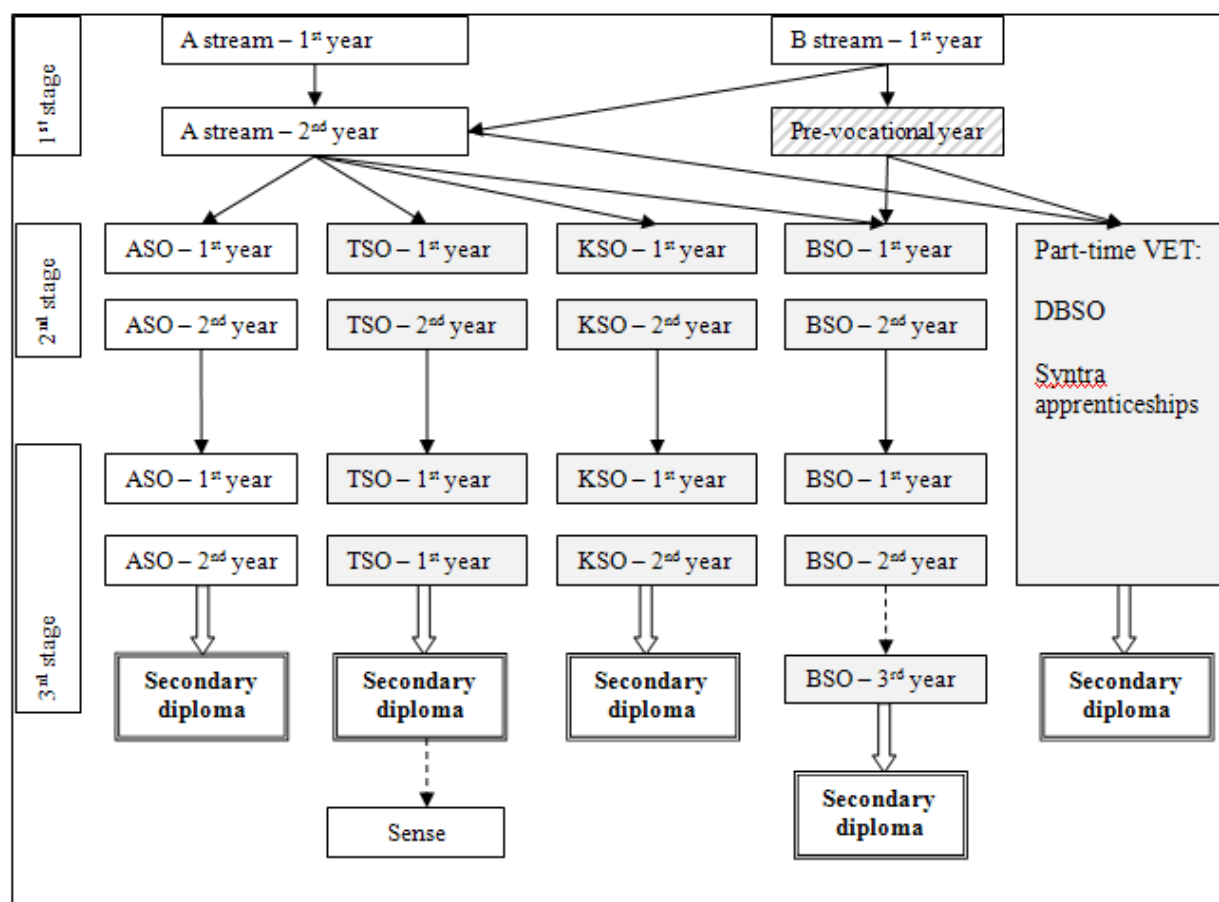 1st stage
A stream – 1st year
B stream – 1st year
A stream – 2nd year
Pre-vocational year
2nd stage
ASO – 1st year
TSO – 1st year
KSO – 1st year
BSO – 1st year
Part-time VET:
DBSO
Syntra
apprenticeships
ASO – 2nd year
TSO – 2nd year
KSO – 2nd year
BSO – 2nd year
3rd stage
ASO – 1st year
TSO – 1st year
KSO – 1st year
BSO – 1st year
ASO – 2nd year
TSO – 1st year
KSO – 2nd year
BSO – 2nd year
Secondary
diploma
Secondary
diploma
Secondary
diploma
BSO – 3rd year
Secondary
diploma
Sense
Secondary
diploma